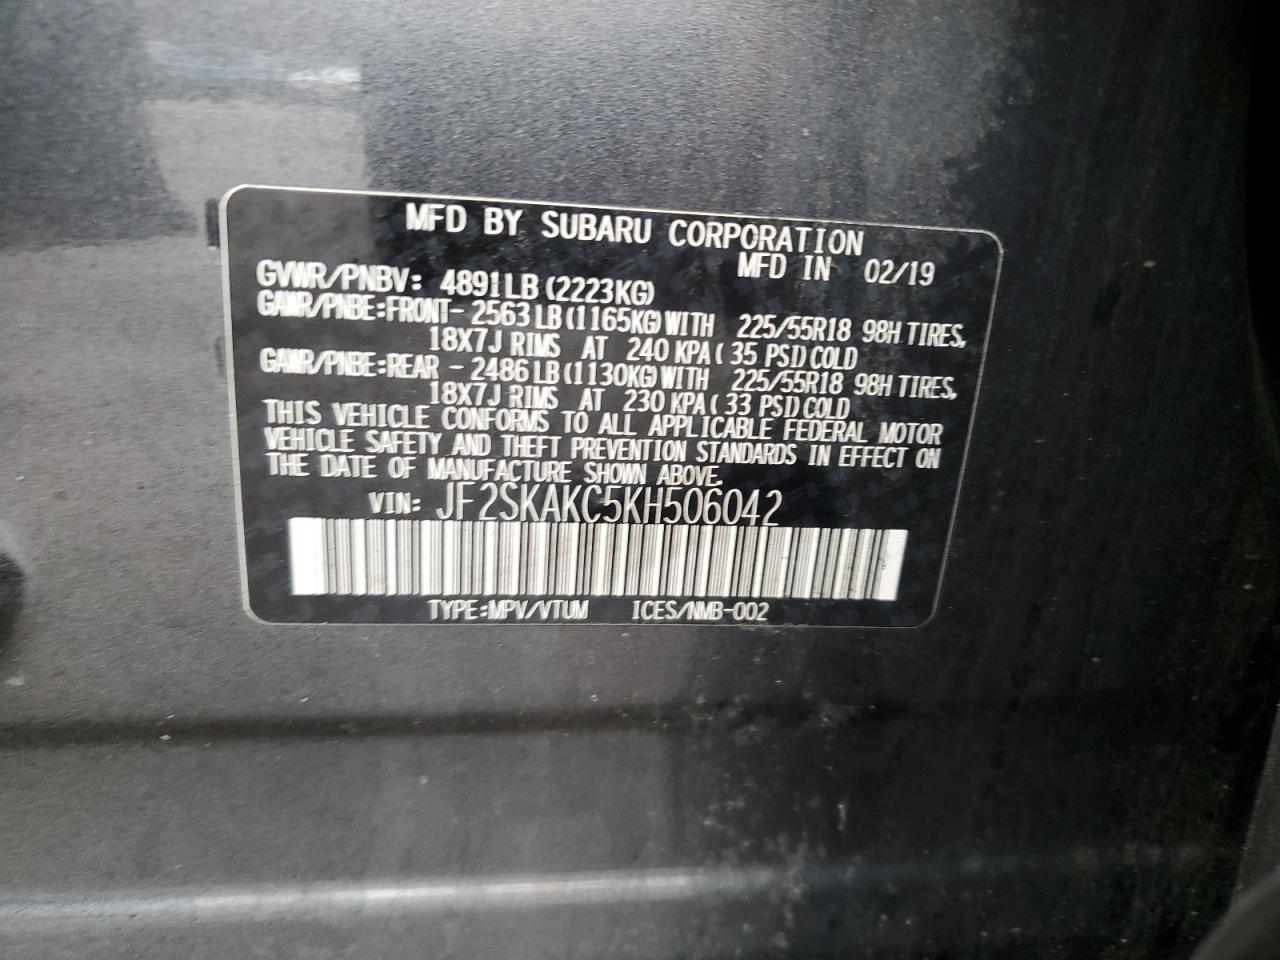 MFD BY SUBARU CORPORATION
MFD IN 02/19
GVWR/PNBV: 4891LB (2223KG)
GAWR/PNBE:FRONT- 2563LB(1165KG)WITH 225/55R18 98H TIRES,
18X7J RIMS AT 240 KPA( 35 PSI)COLD
GAWR/PNBE:REAR - 2486LB(1130KG)WITH 225/55R18 98H TIRES,
18X7J RIMS AT 230 KPA( 33 PSI)COLD
THIS VEHICLE CONFORMS TO ALL APPLICABLE FEDERAL MOTOR
VEHICLE SAFETY AND THEFT PREVENTION STANDARDS IN EFFECT ON
THE DATE OF MANUFACTURE SHOWN ABOVE.
VIN: JF2SKAKC5KH506042
TYPE:MPV/VTUM ICES/NMB-002